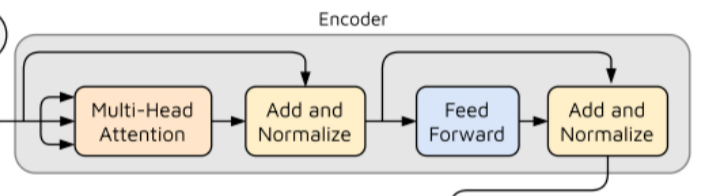 Encoder
Multi-Head
Attention
Add and
Normalize
Feed
Forward
Add and
Normalize